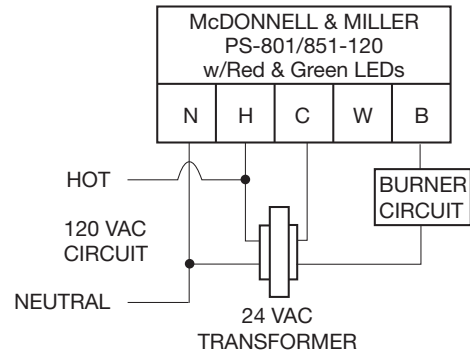 McDONNELL & MILLER
PS-801/851-120
w/Red & Green LEDs
N H C W B
HOT
BURNER
CIRCUIT
120 VAC
CIRCUIT
NEUTRAL
24 VAC
TRANSFORMER